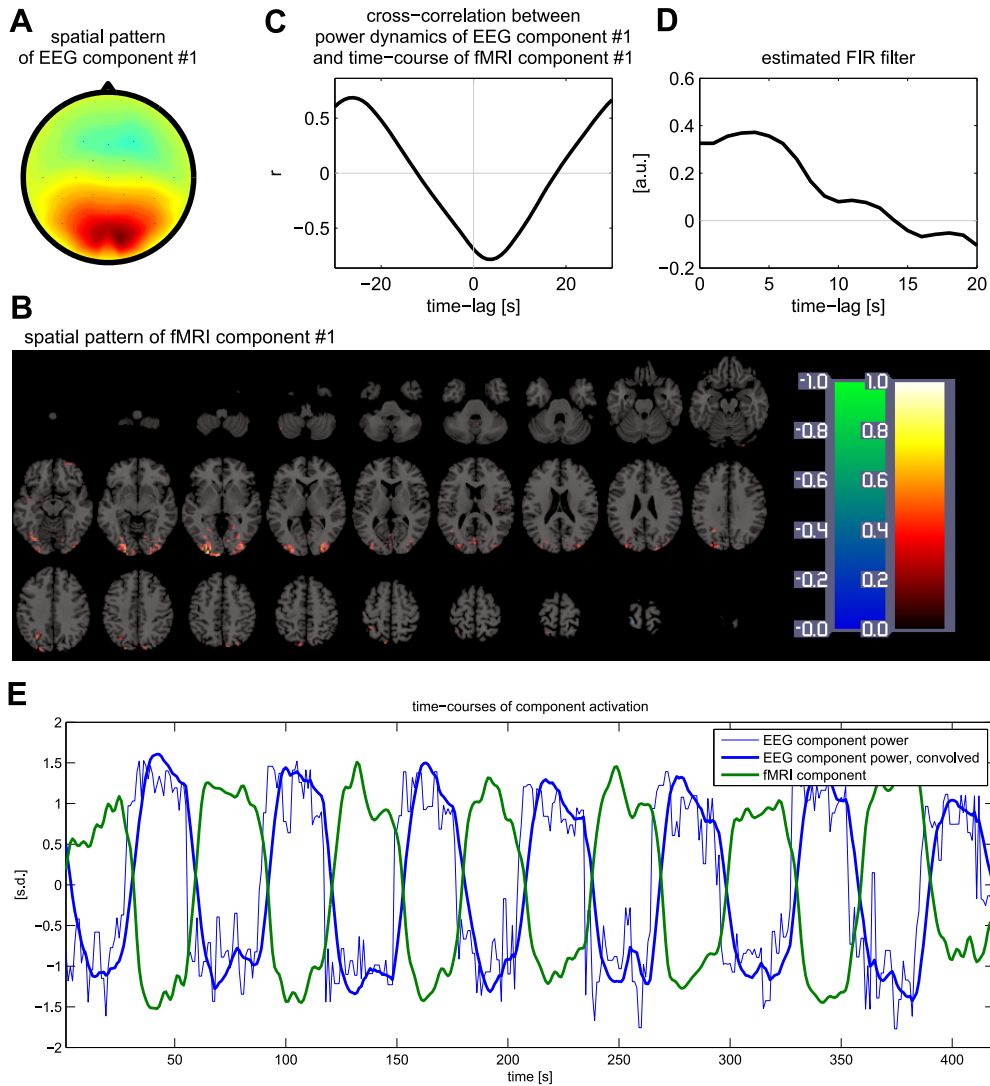 A
spatial pattern
of EEG component #1
C
cross−correlation between
power dynamics of EEG component #1
and time−course of fMRI component #1
0.5
0
−0.5
r
−20
0
20
time−lag [s]
D
estimated FIR filter
0.6
0.4
0.2
0
−0.2
[a.u.]
0
5
10
15
20
time−lag [s]
B
spatial pattern of fMRI component #1
-1.0
-0.8
-0.6
-0.4
-0.2
-0.0
1.0
0.8
0.6
0.4
0.2
0.0
E
time−courses of component activation
2
1.5
1
0.5
0
−0.5
−1
−1.5
−2
[s.d.]
EEG component power
EEG component power, convolved
fMRI component
50
100
150
200
250
300
350
400
time [s]